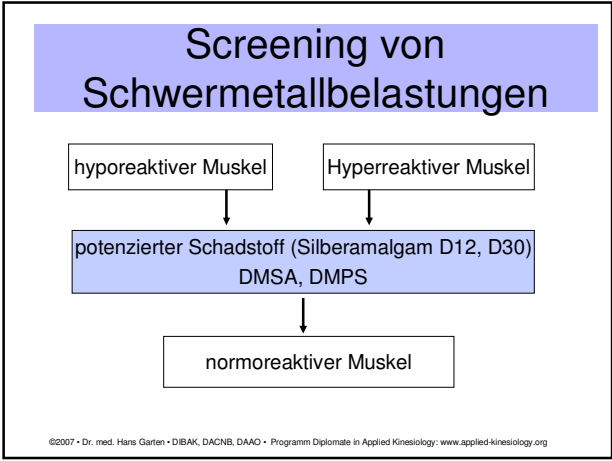 Screening von
Schwermetallbelastungen
hyporeaktiver Muskel
Hyperreaktiver Muskel
potenzierter Schadstoff (Silberamalgam D12, D30)
DMSA, DMPS
normoreaktiver Muskel
©2007 • Dr. med. Hans Garten • DIBAK, DACNB, DAAO • Programm Diplomate in Applied Kinesiology: www.applied-kinesiology.org